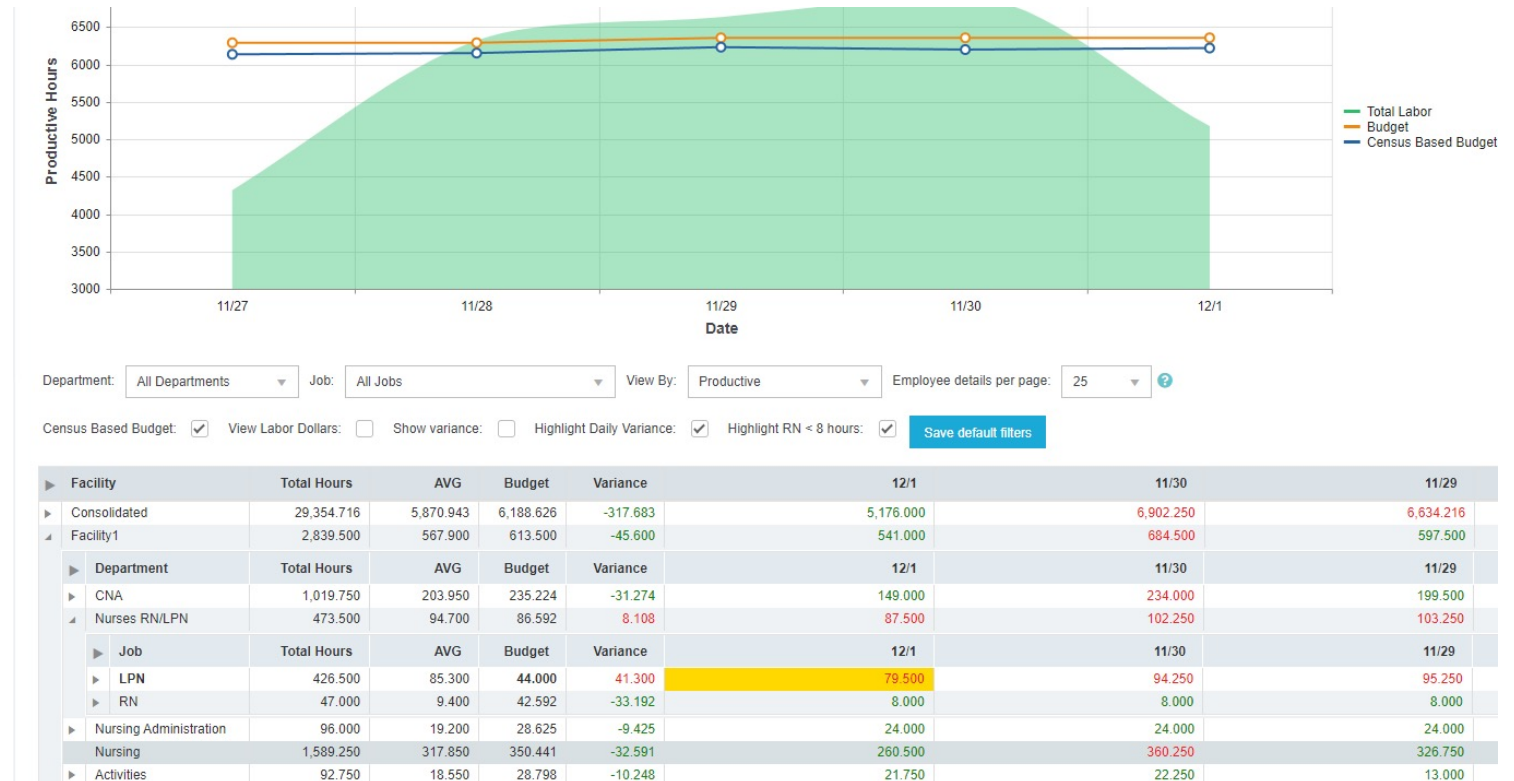 6500
6000
5500
5000
4500
4000
3500
3000
Productive Hours
11/27 11/28 11/29 11/30 12/1
Date
Total Labor
Budget
Census Based Budget
Department: All Departments Job: All Jobs View By: Productive Employee details per page: 25 ?
Census Based Budget: View Labor Dollars: Show variance: Highlight Daily Variance: Highlight RN < 8 hours: Save default filters
Facility Total Hours AVG Budget Variance 12/1 11/30 11/29
Consolidated 29,354.716 5,870.943 6,188.626 -317.683 5,176.000 6,902.250 6,634.216
Facility1 2,839.500 567.900 613.500 -45.600 541.000 684.500 597.500
Department Total Hours AVG Budget Variance 12/1 11/30 11/29
CNA 1,019.750 203.950 235.224 -31.274 149.000 234.000 199.500
Nurses RN/LPN 473.500 94.700 86.592 8.108 87.500 102.250 103.250
Job Total Hours AVG Budget Variance 12/1 11/30 11/29
LPN 426.500 85.300 44.000 41.300 79.500 94.250 95.250
RN 47.000 9.400 42.592 -33.192 8.000 8.000 8.000
Nursing Administration 96.000 19.200 28.625 -9.425 24.000 24.000 24.000
Nursing 1,589.250 317.850 350.441 -32.591 260.500 360.250 326.750
Activities 92.750 18.550 28.798 -10.248 21.750 22.250 13.000